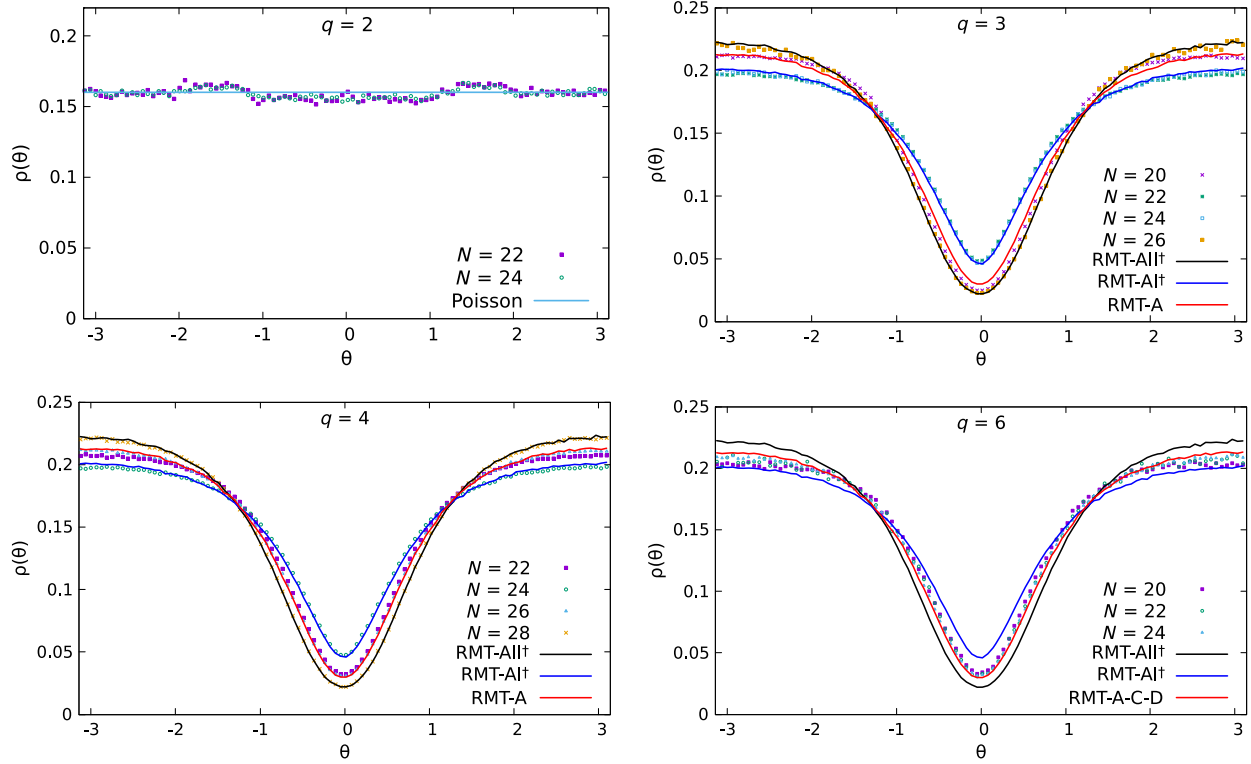 q = 2
0.2
0.15
0.1
0.05
0
ρ(θ)
N = 22
N = 24
Poisson
-3 -2 -1 0 1 2 3
θ
q = 3
0.25
0.2
0.15
0.1
0.05
0
ρ(θ)
N = 20
N = 22
N = 24
N = 26
RMT-AII†
RMT-AI†
RMT-A
-3 -2 -1 0 1 2 3
θ
q = 4
0.25
0.2
0.15
0.1
0.05
0
ρ(θ)
N = 22
N = 24
N = 26
N = 28
RMT-AII†
RMT-AI†
RMT-A
-3 -2 -1 0 1 2 3
θ
q = 6
0.25
0.2
0.15
0.1
0.05
0
ρ(θ)
N = 20
N = 22
N = 24
RMT-AII†
RMT-AI†
RMT-A-C-D
-3 -2 -1 0 1 2 3
θ